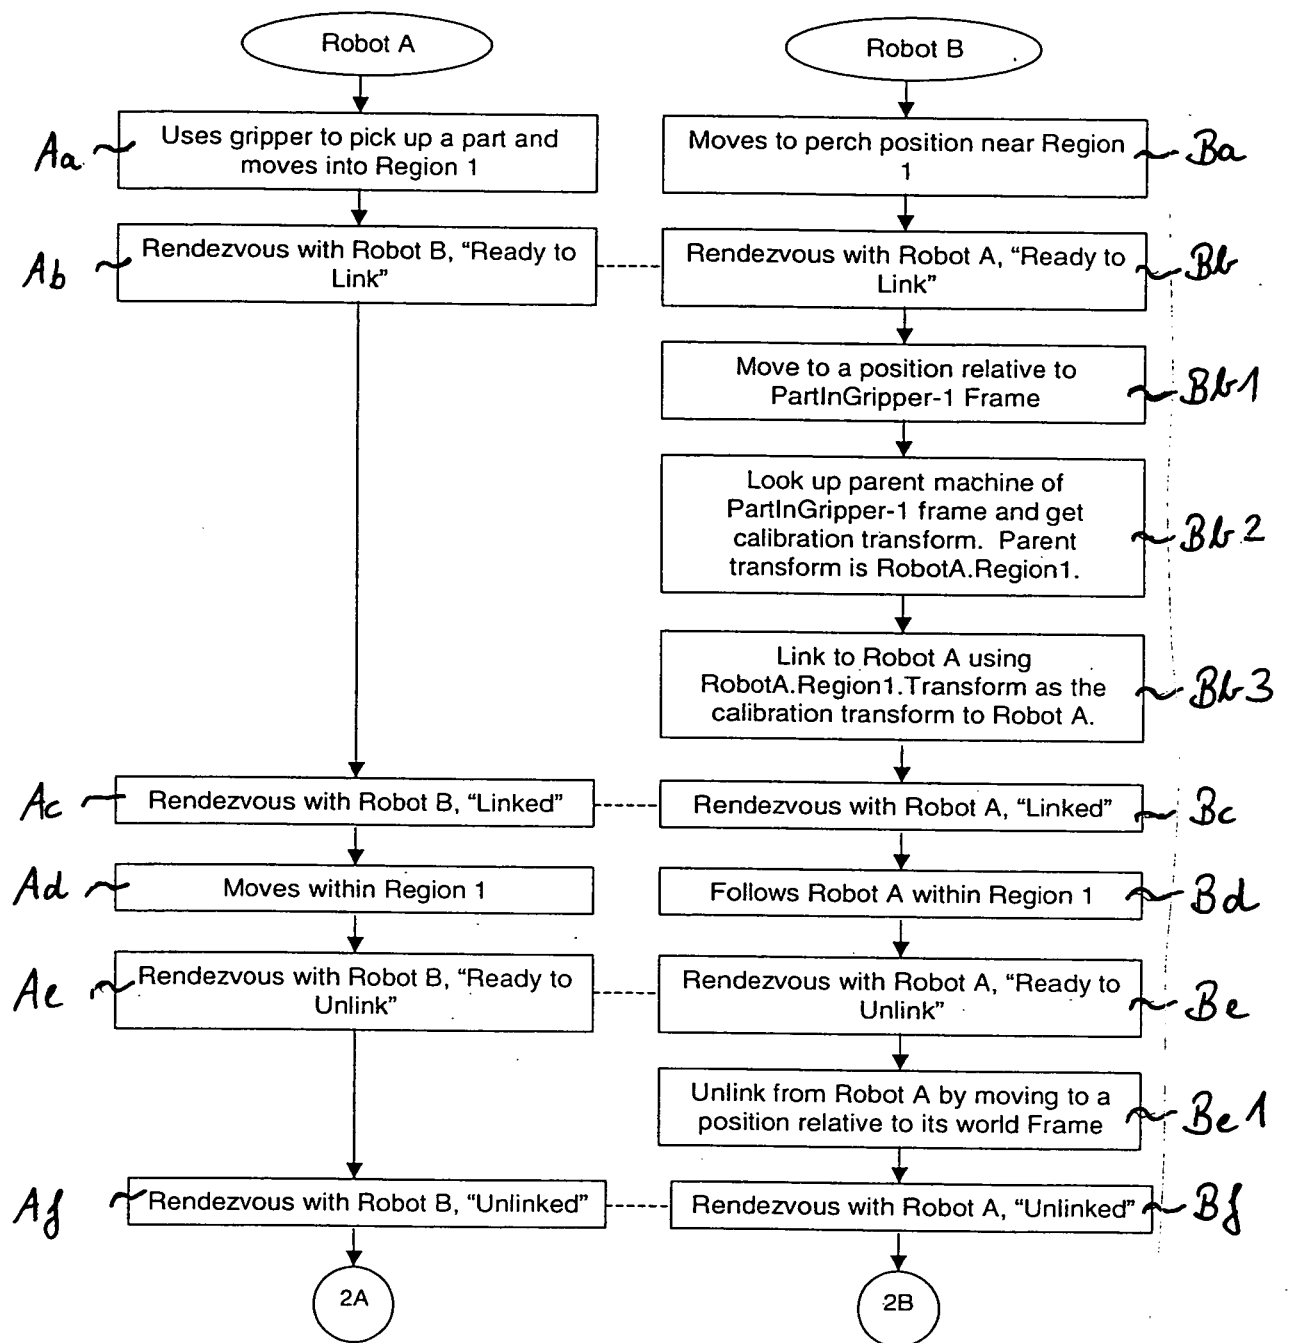 Robot A
Robot B
Aa
Uses gripper to pick up a part and
moves into Region 1
Moves to perch position near Region
1
Ba
Ab
Rendezvous with Robot B, “Ready to
Link”
Rendezvous with Robot A, “Ready to
Link”
Bb
Move to a position relative to
PartInGripper-1 Frame
Bb1
Look up parent machine of
PartInGripper-1 frame and get
calibration transform. Parent
transform is RobotA.Region1.
Bb2
Link to Robot A using
RobotA.Region1.Transform as the
calibration transform to Robot A.
Bb3
Ac
Rendezvous with Robot B, “Linked”
Rendezvous with Robot A, “Linked”
Bc
Ad
Moves within Region 1
Follows Robot A within Region 1
Bd
Ae
Rendezvous with Robot B, “Ready to
Unlink”
Rendezvous with Robot A, “Ready to
Unlink”
Be
Unlink from Robot A by moving to a
position relative to its world Frame
Be1
Af
Rendezvous with Robot B, “Unlinked”
Rendezvous with Robot A, “Unlinked”
Bf
2A
2B